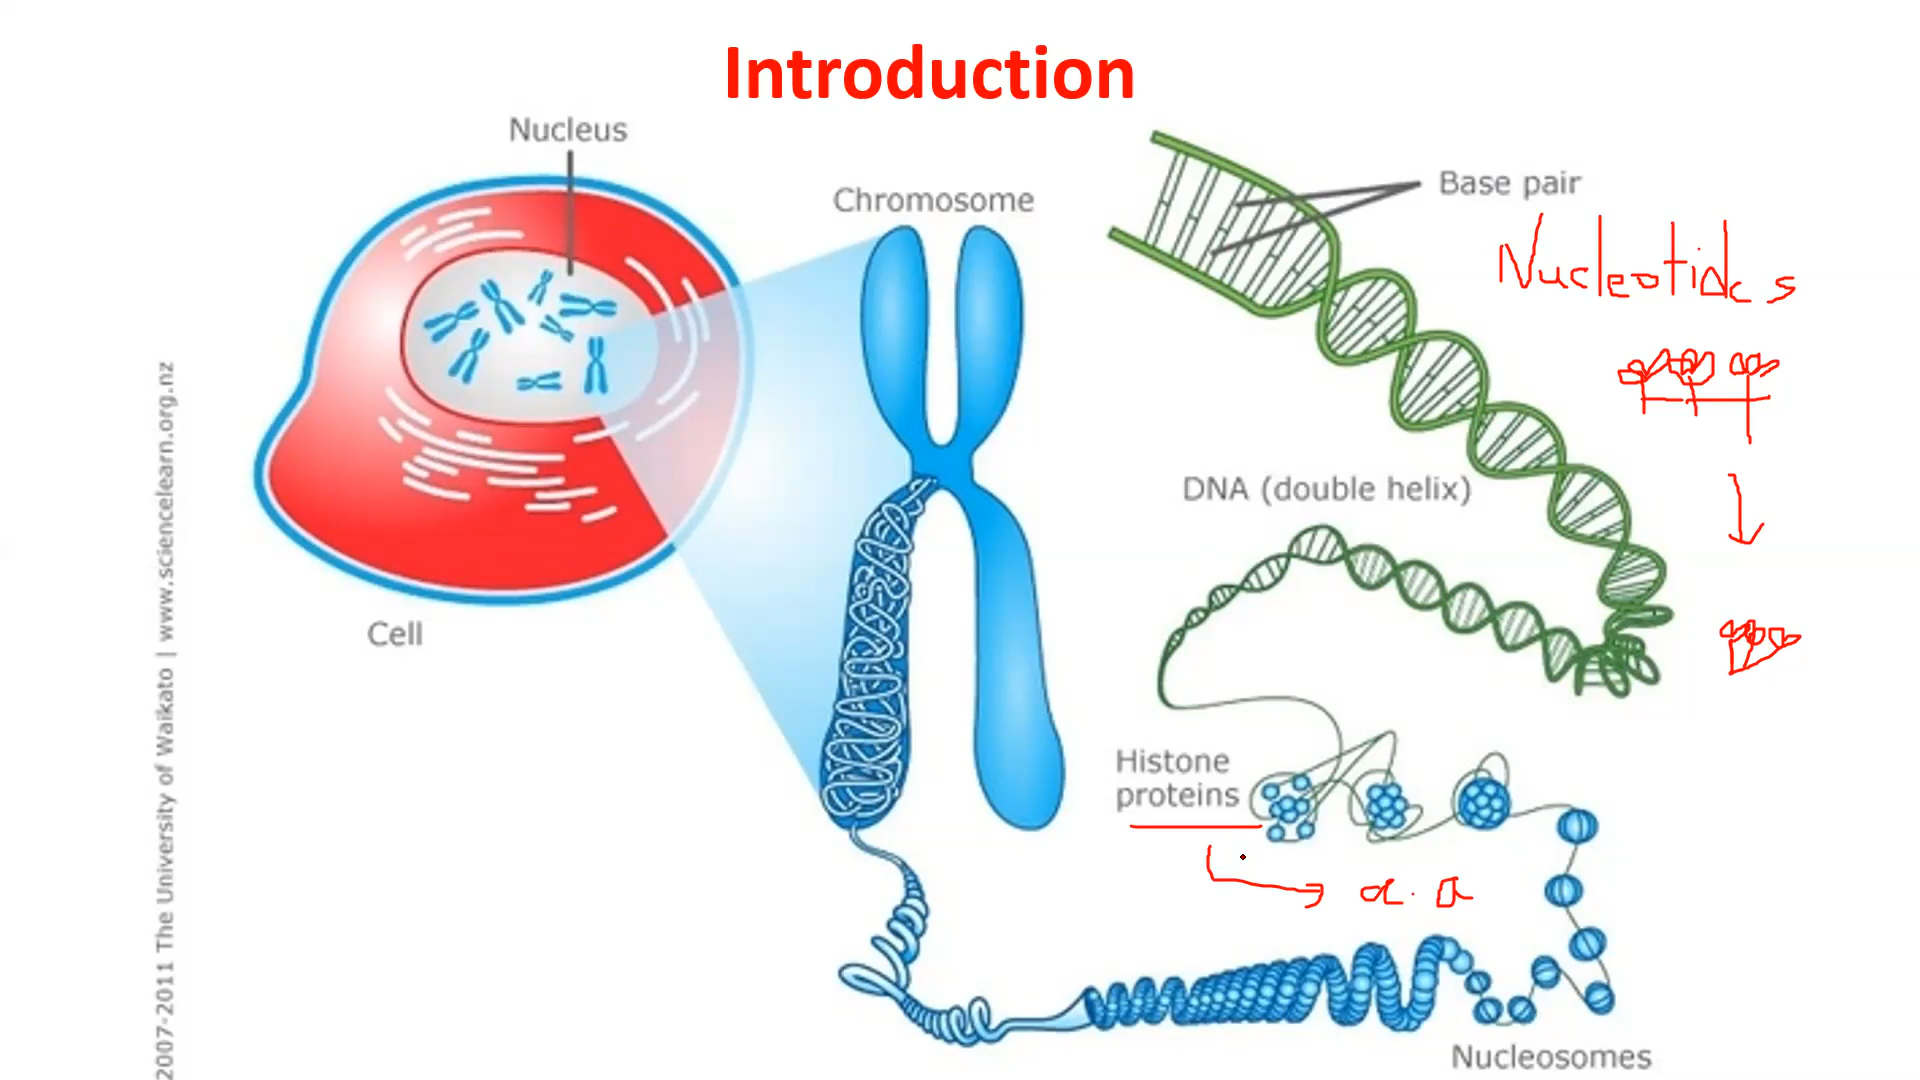 Introduction
Nucleus
Chromosome
Base pair
Nucleotides
DNA (double helix)
Cell
Histone
proteins
a.a
Nucleosomes
2007-2011 The University of Waikato | www.sciencelearn.org.nz